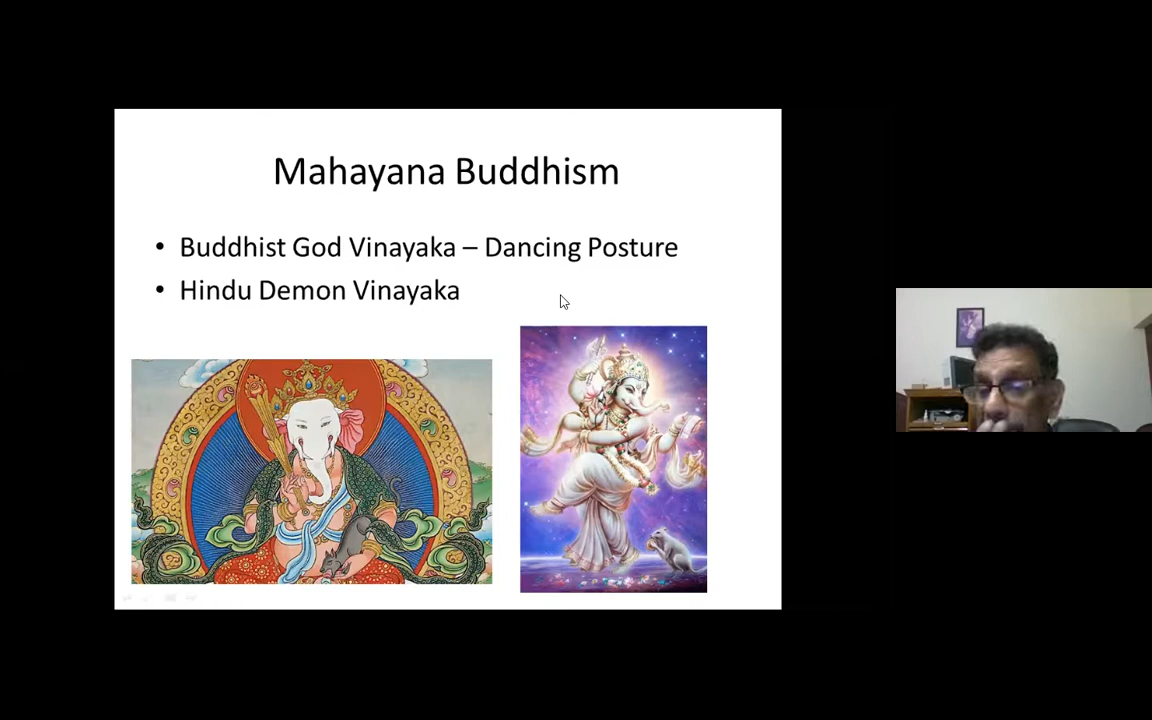 Mahayana Buddhism
• Buddhist God Vinayaka – Dancing Posture
• Hindu Demon Vinayaka